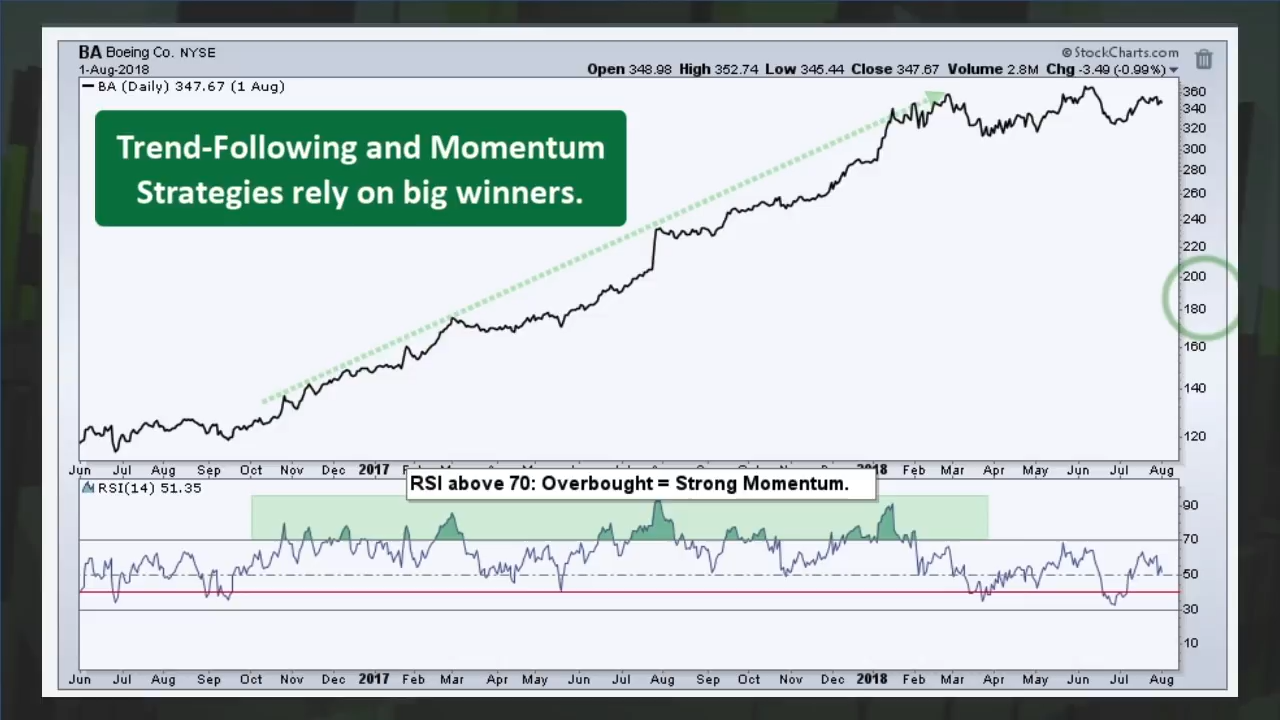 BA Boeing Co. NYSE
© StockCharts.com
1-Aug-2018
Open 348.98 High 352.74 Low 345.44 Close 347.67 Volume 2.8M Chg -3.49 (-0.99%)
BA (Daily) 347.67 (1 Aug)
Trend-Following and Momentum
Strategies rely on big winners.
360
340
320
300
280
260
240
220
200
180
160
140
120
Jun Jul Aug Sep Oct Nov Dec 2017 2018 Feb Mar Apr May Jun Jul Aug
RSI above 70: Overbought = Strong Momentum.
RSI(14) 51.35
90
70
50
30
10
Jun Jul Aug Sep Oct Nov Dec 2017 Feb Mar Apr May Jun Jul Aug Sep Oct Nov Dec 2018 Feb Mar Apr May Jun Jul Aug